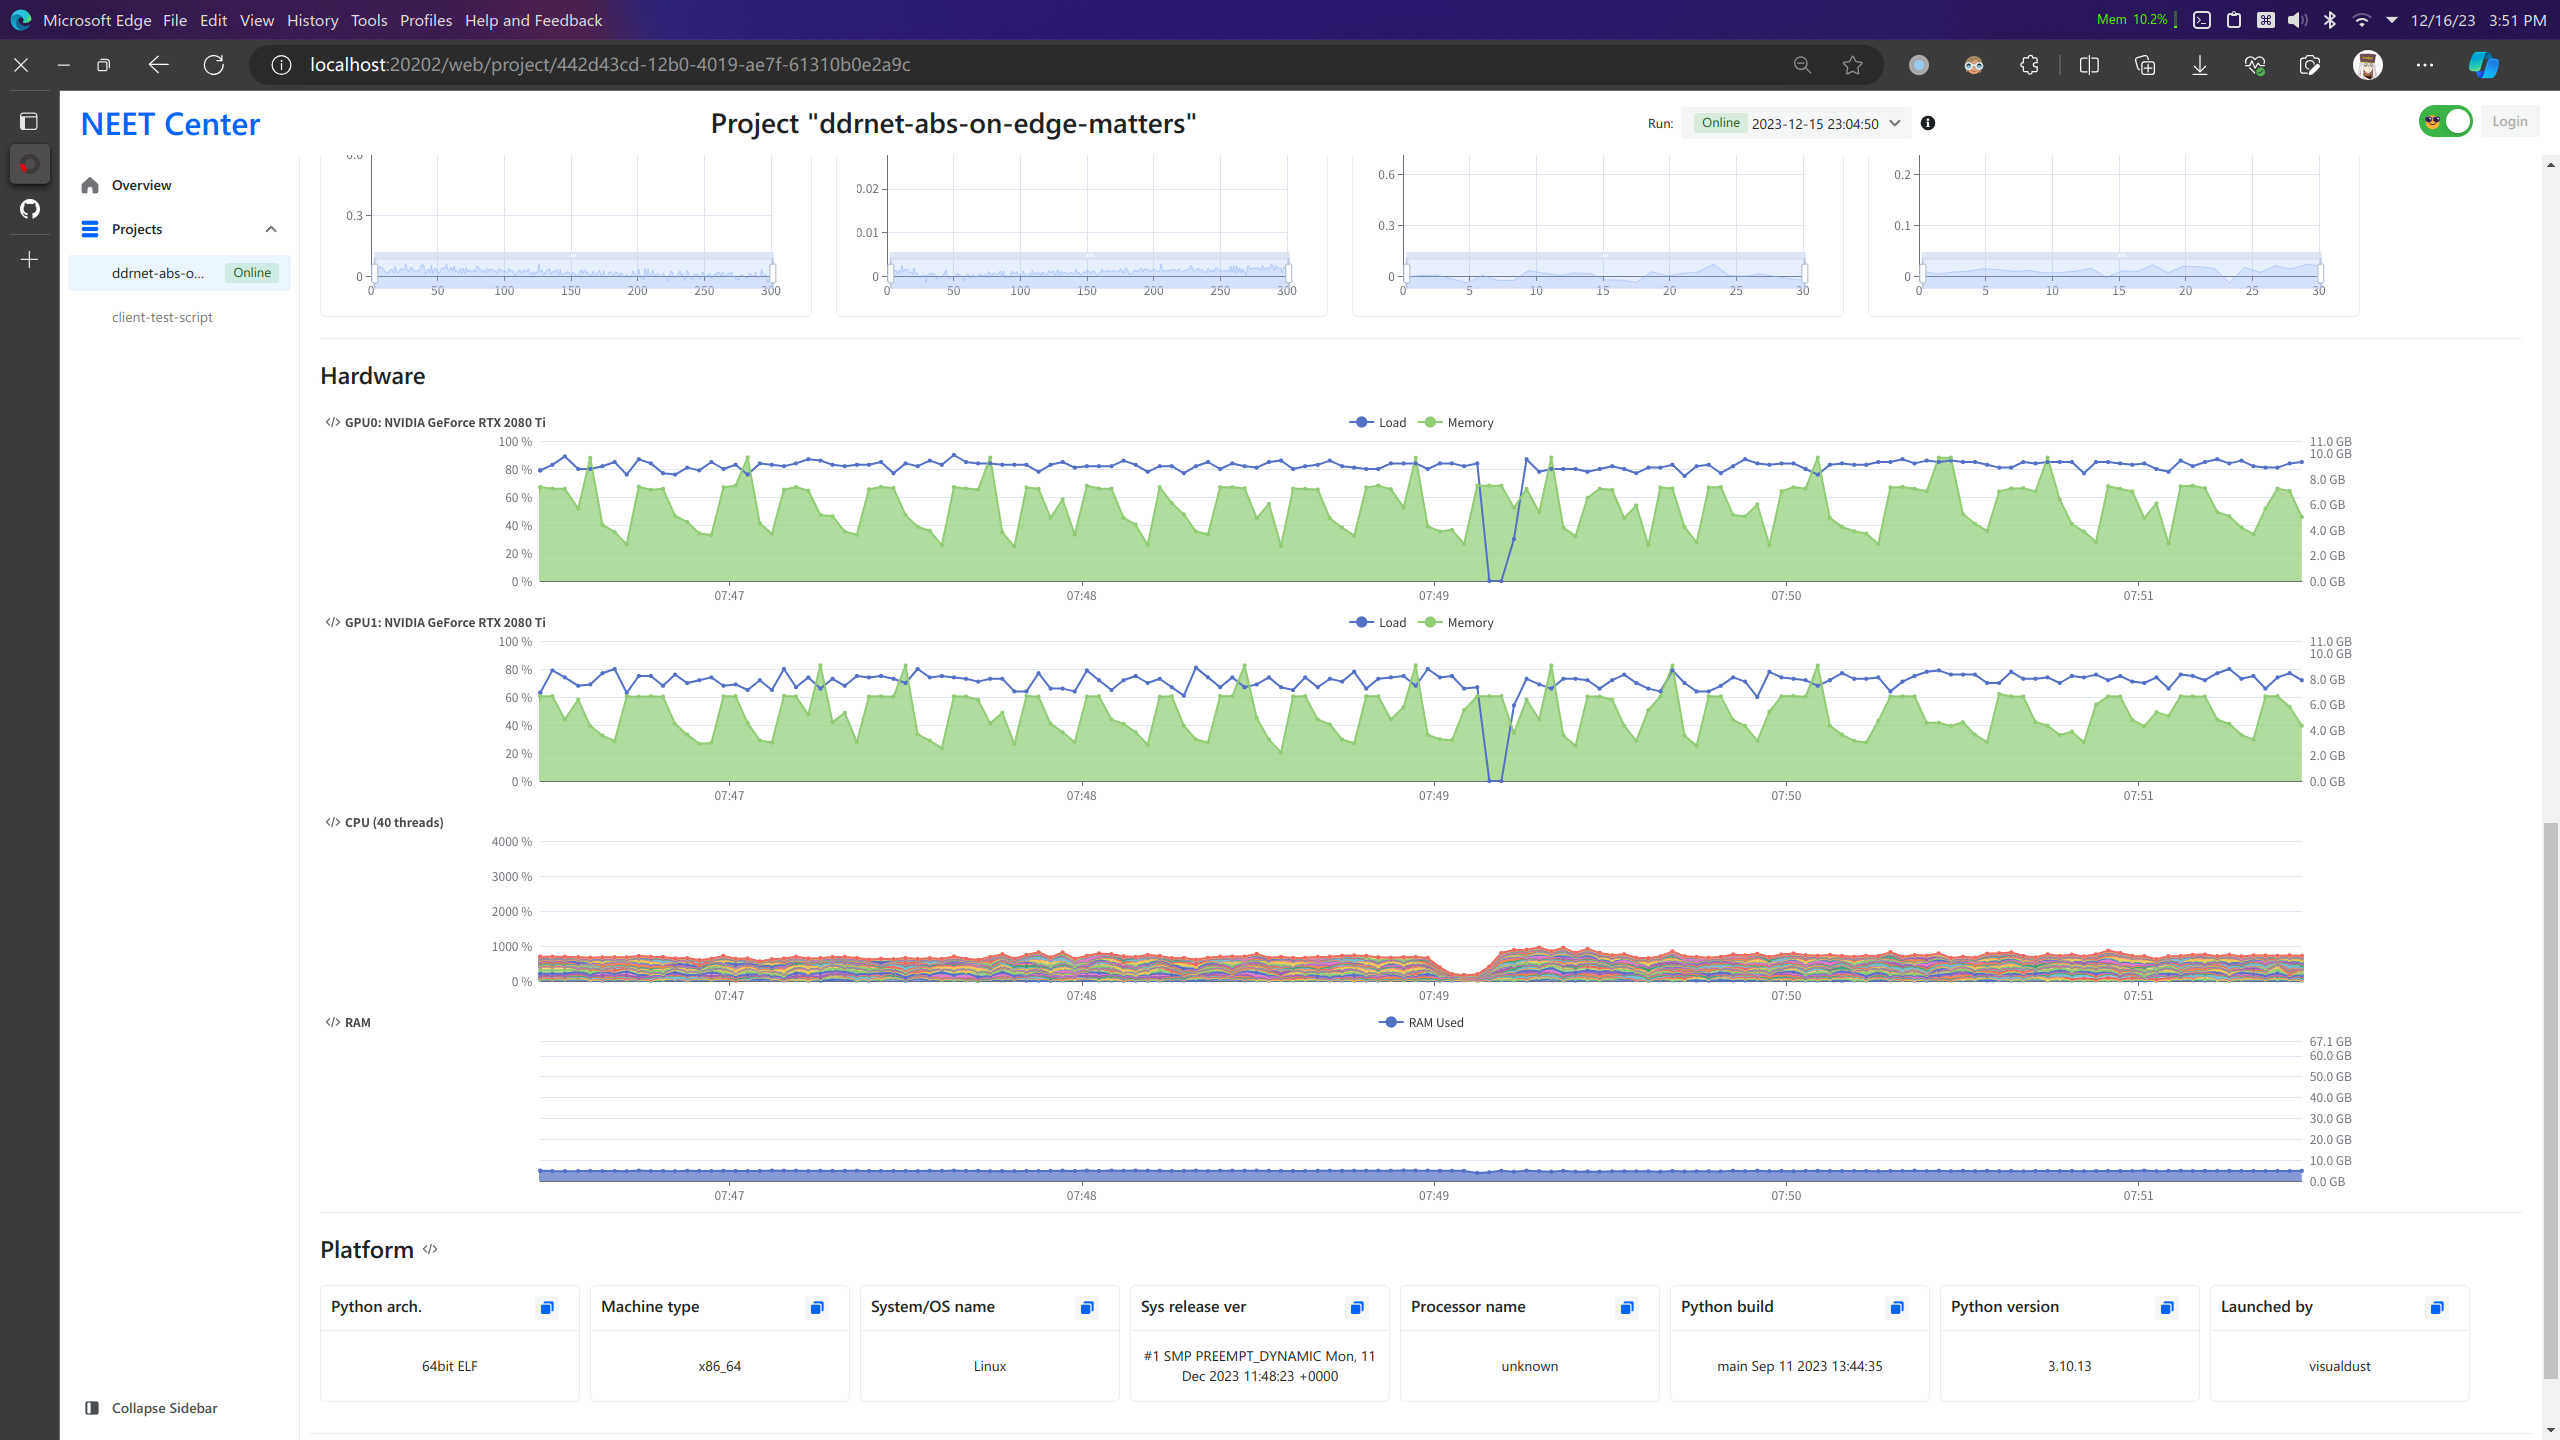 Microsoft Edge File Edit View History Tools Profiles Help and Feedback
Mem 10.2% 12/16/23 3:51 PM
localhost:20202/web/project/442d43cd-12b0-4019-ae7f-61310b0e2a9c
NEET Center
Project "ddrnet-abs-on-edge-matters"
Run: Online 2023-12-15 23:04:50
Login
Overview
Projects
ddrnet-abs-o... Online
client-test-script
Collapse Sidebar
0.6
0.3
0
0 50 100 150 200 250 300
0.02
0.01
0
0 50 100 150 200 250 300
0.6
0.3
0
0 5 10 15 20 25 30
0.2
0.1
0
0 5 10 15 20 25 30
Hardware
GPU0: NVIDIA GeForce RTX 2080 Ti
Load Memory
100 %
80 %
60 %
40 %
20 %
0 %
11.0 GB
10.0 GB
8.0 GB
6.0 GB
4.0 GB
2.0 GB
0.0 GB
07:47 07:48 07:49 07:50 07:51
GPU1: NVIDIA GeForce RTX 2080 Ti
Load Memory
100 %
80 %
60 %
40 %
20 %
0 %
11.0 GB
10.0 GB
8.0 GB
6.0 GB
4.0 GB
2.0 GB
0.0 GB
07:47 07:48 07:49 07:50 07:51
CPU (40 threads)
4000 %
3000 %
2000 %
1000 %
0 %
07:47 07:48 07:49 07:50 07:51
RAM
RAM Used
67.1 GB
60.0 GB
50.0 GB
40.0 GB
30.0 GB
20.0 GB
10.0 GB
0.0 GB
07:47 07:48 07:49 07:50 07:51
Platform
Python arch.
64bit ELF
Machine type
x86_64
System/OS name
Linux
Sys release ver
#1 SMP PREEMPT_DYNAMIC Mon, 11
Dec 2023 11:48:23 +0000
Processor name
unknown
Python build
main Sep 11 2023 13:44:35
Python version
3.10.13
Launched by
visualdust